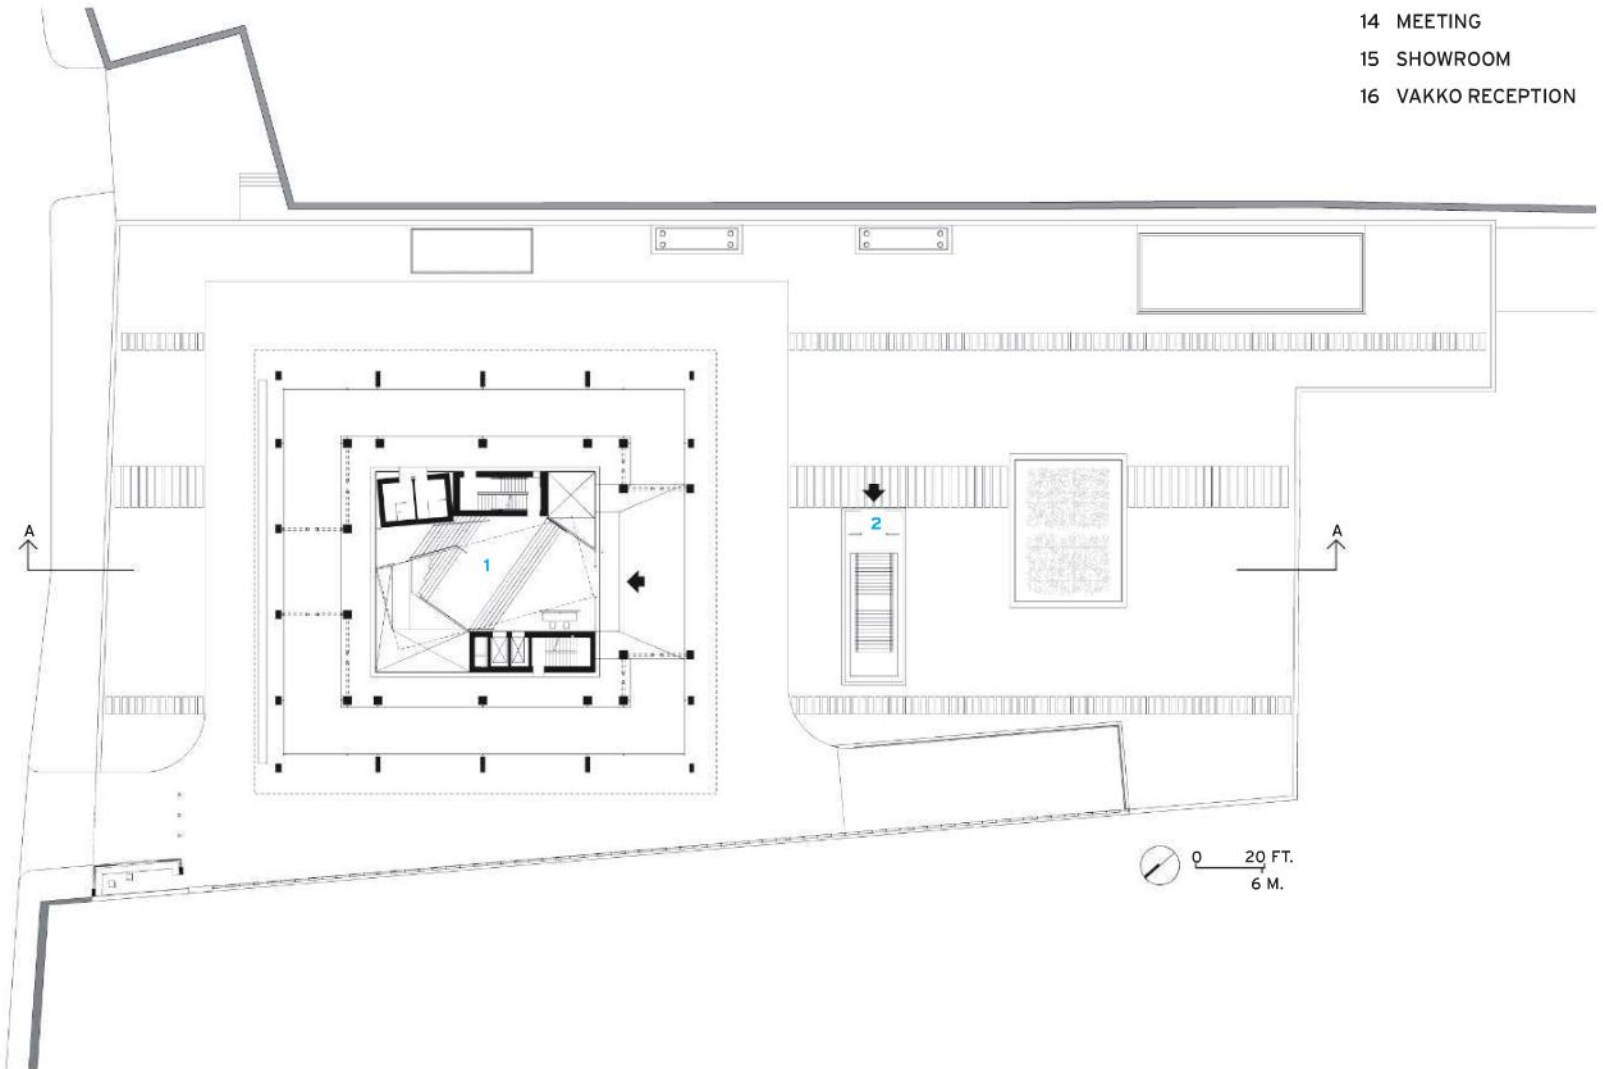 14 MEETING
15 SHOWROOM
16 VAKKO RECEPTION
A
A
2
1
0 20 FT.
6 M.